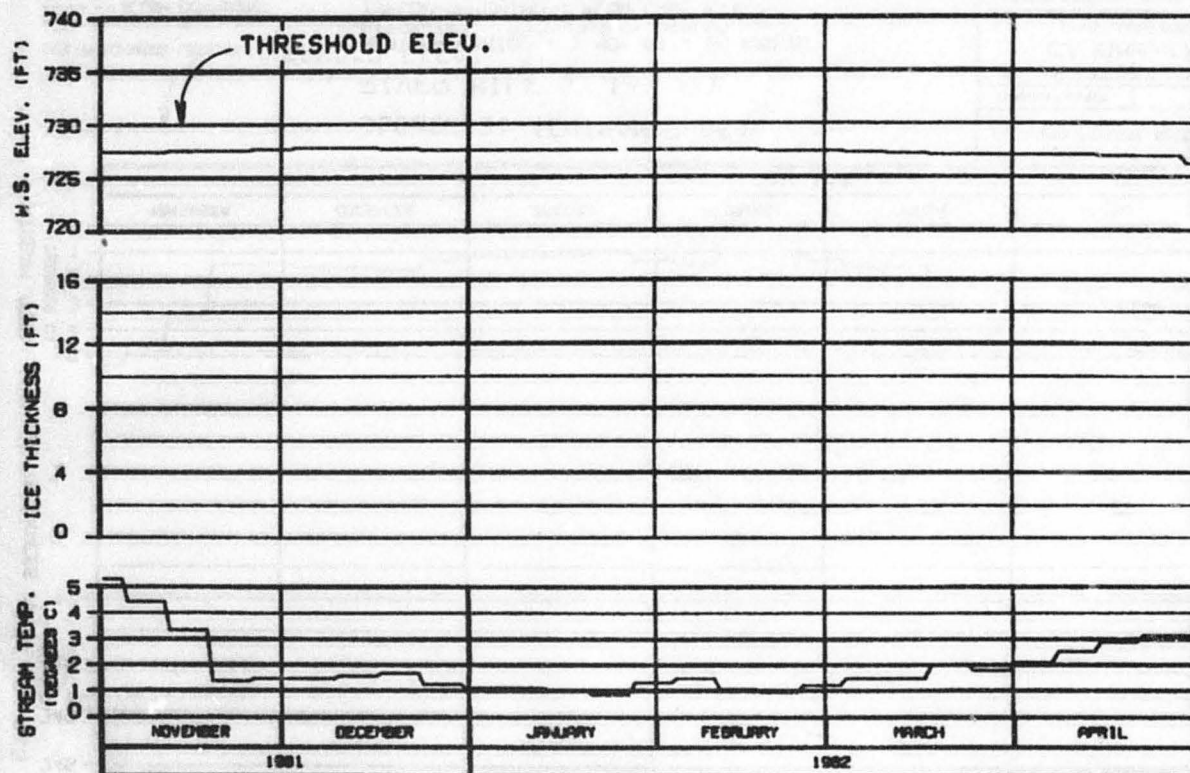 740
THRESHOLD ELEV.
735
730
725
720
W.S. ELEV. (FT)
16
12
8
4
0
ICE THICKNESS (FT)
5
4
3
2
1
0
STREAM TEMP.
(DEGREES C)
NOVEMBER DECEMBER JANUARY FEBRUARY MARCH APRIL
1981 1982